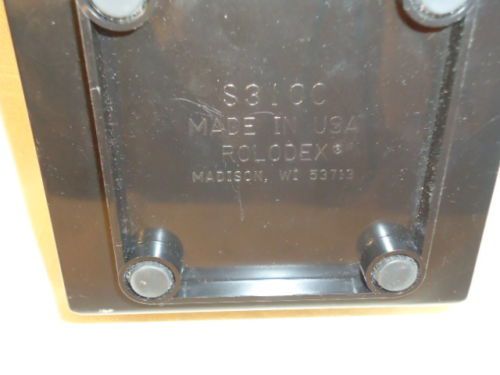 S310C
MADE IN USA
ROLODEX®
MADISON, WI 53713